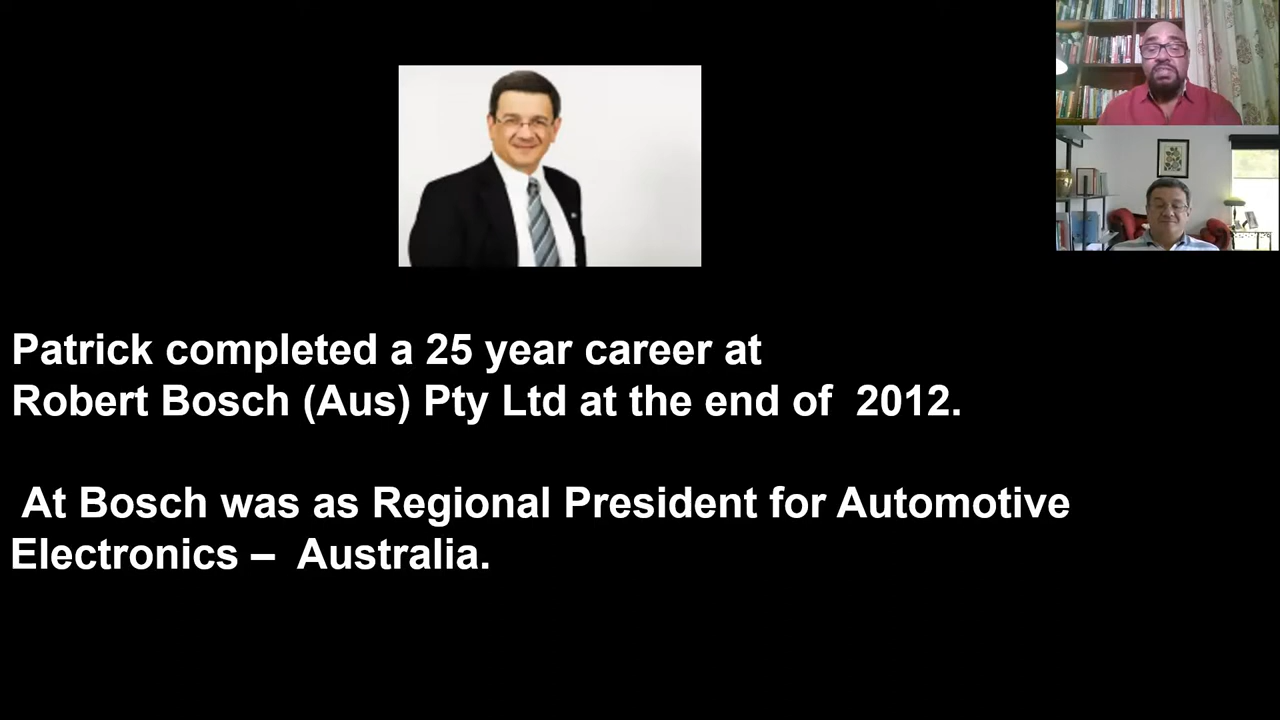 Patrick completed a 25 year career at
Robert Bosch (Aus) Pty Ltd at the end of  2012.
At Bosch was as Regional President for Automotive
Electronics –  Australia.